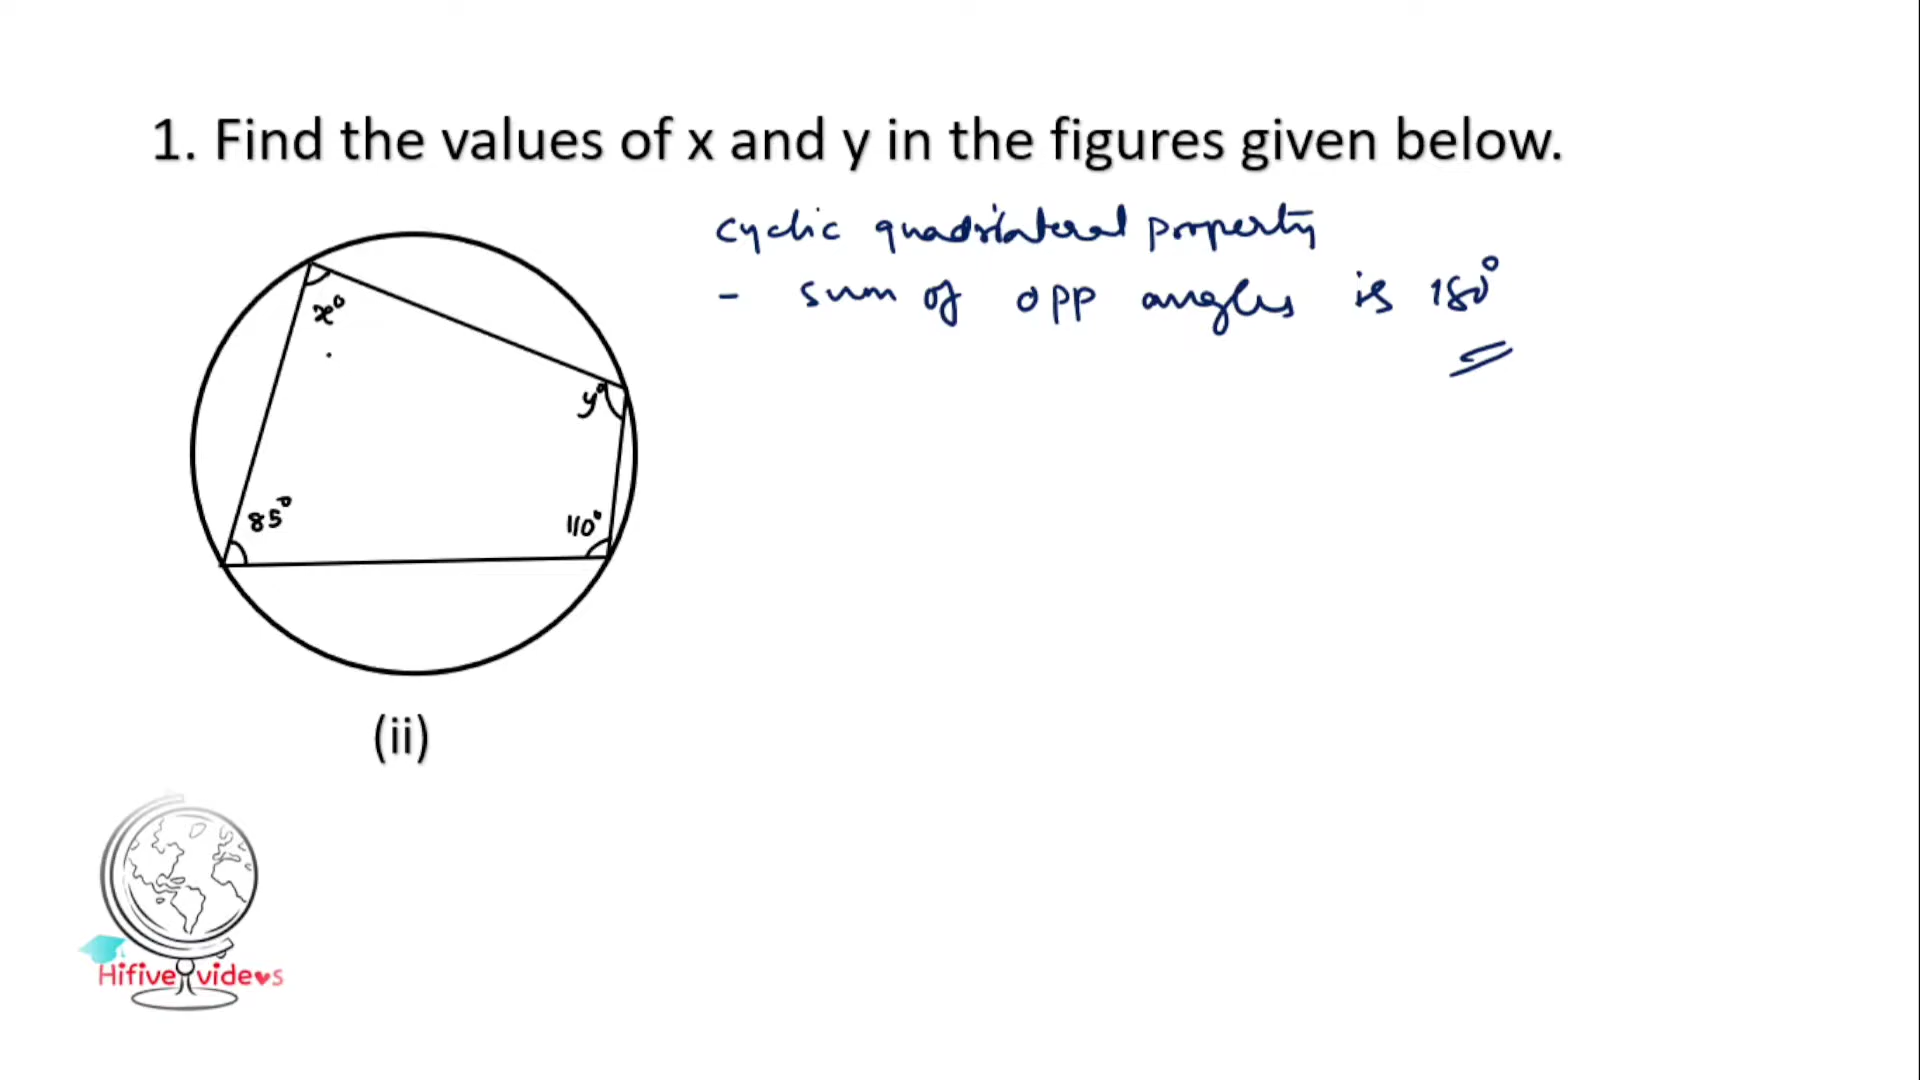 1. Find the values of x and y in the figures given below.
cyclic quadrilateral property
- sum of opp angles is 180°
x°
y°
85°
110°
(ii)
Hifive videos